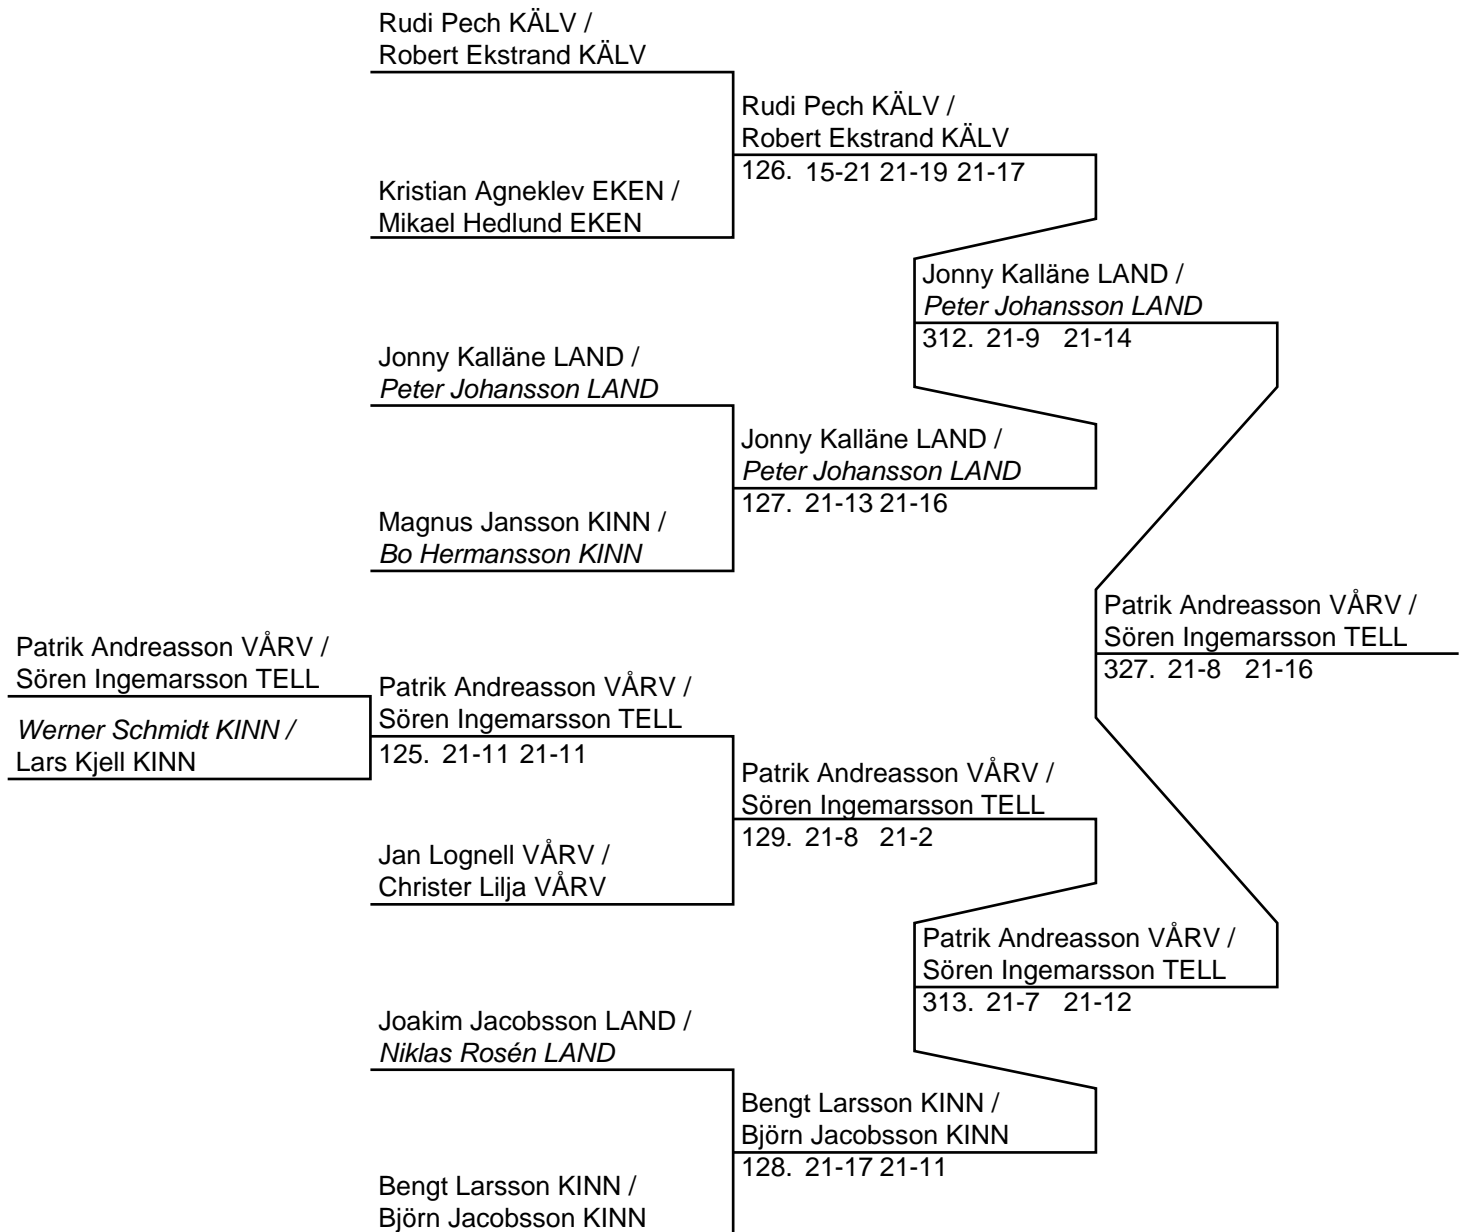 Rudi Pech KÄLV /
Robert Ekstrand KÄLV
Rudi Pech KÄLV /
Robert Ekstrand KÄLV
126. 15-21 21-19 21-17
Kristian Agneklev EKEN /
Mikael Hedlund EKEN
Jonny Kalläne LAND /
Peter Johansson LAND
312. 21-9 21-14
Jonny Kalläne LAND /
Peter Johansson LAND
Jonny Kalläne LAND /
Peter Johansson LAND
127. 21-13 21-16
Magnus Jansson KINN /
Bo Hermansson KINN
Patrik Andreasson VÅRV /
Sören Ingemarsson TELL
327. 21-8 21-16
Patrik Andreasson VÅRV /
Sören Ingemarsson TELL
Werner Schmidt KINN /
Lars Kjell KINN
Patrik Andreasson VÅRV /
Sören Ingemarsson TELL
125. 21-11 21-11
Patrik Andreasson VÅRV /
Sören Ingemarsson TELL
129. 21-8 21-2
Jan Lognell VÅRV /
Christer Lilja VÅRV
Patrik Andreasson VÅRV /
Sören Ingemarsson TELL
313. 21-7 21-12
Joakim Jacobsson LAND /
Niklas Rosén LAND
Bengt Larsson KINN /
Björn Jacobsson KINN
128. 21-17 21-11
Bengt Larsson KINN /
Björn Jacobsson KINN